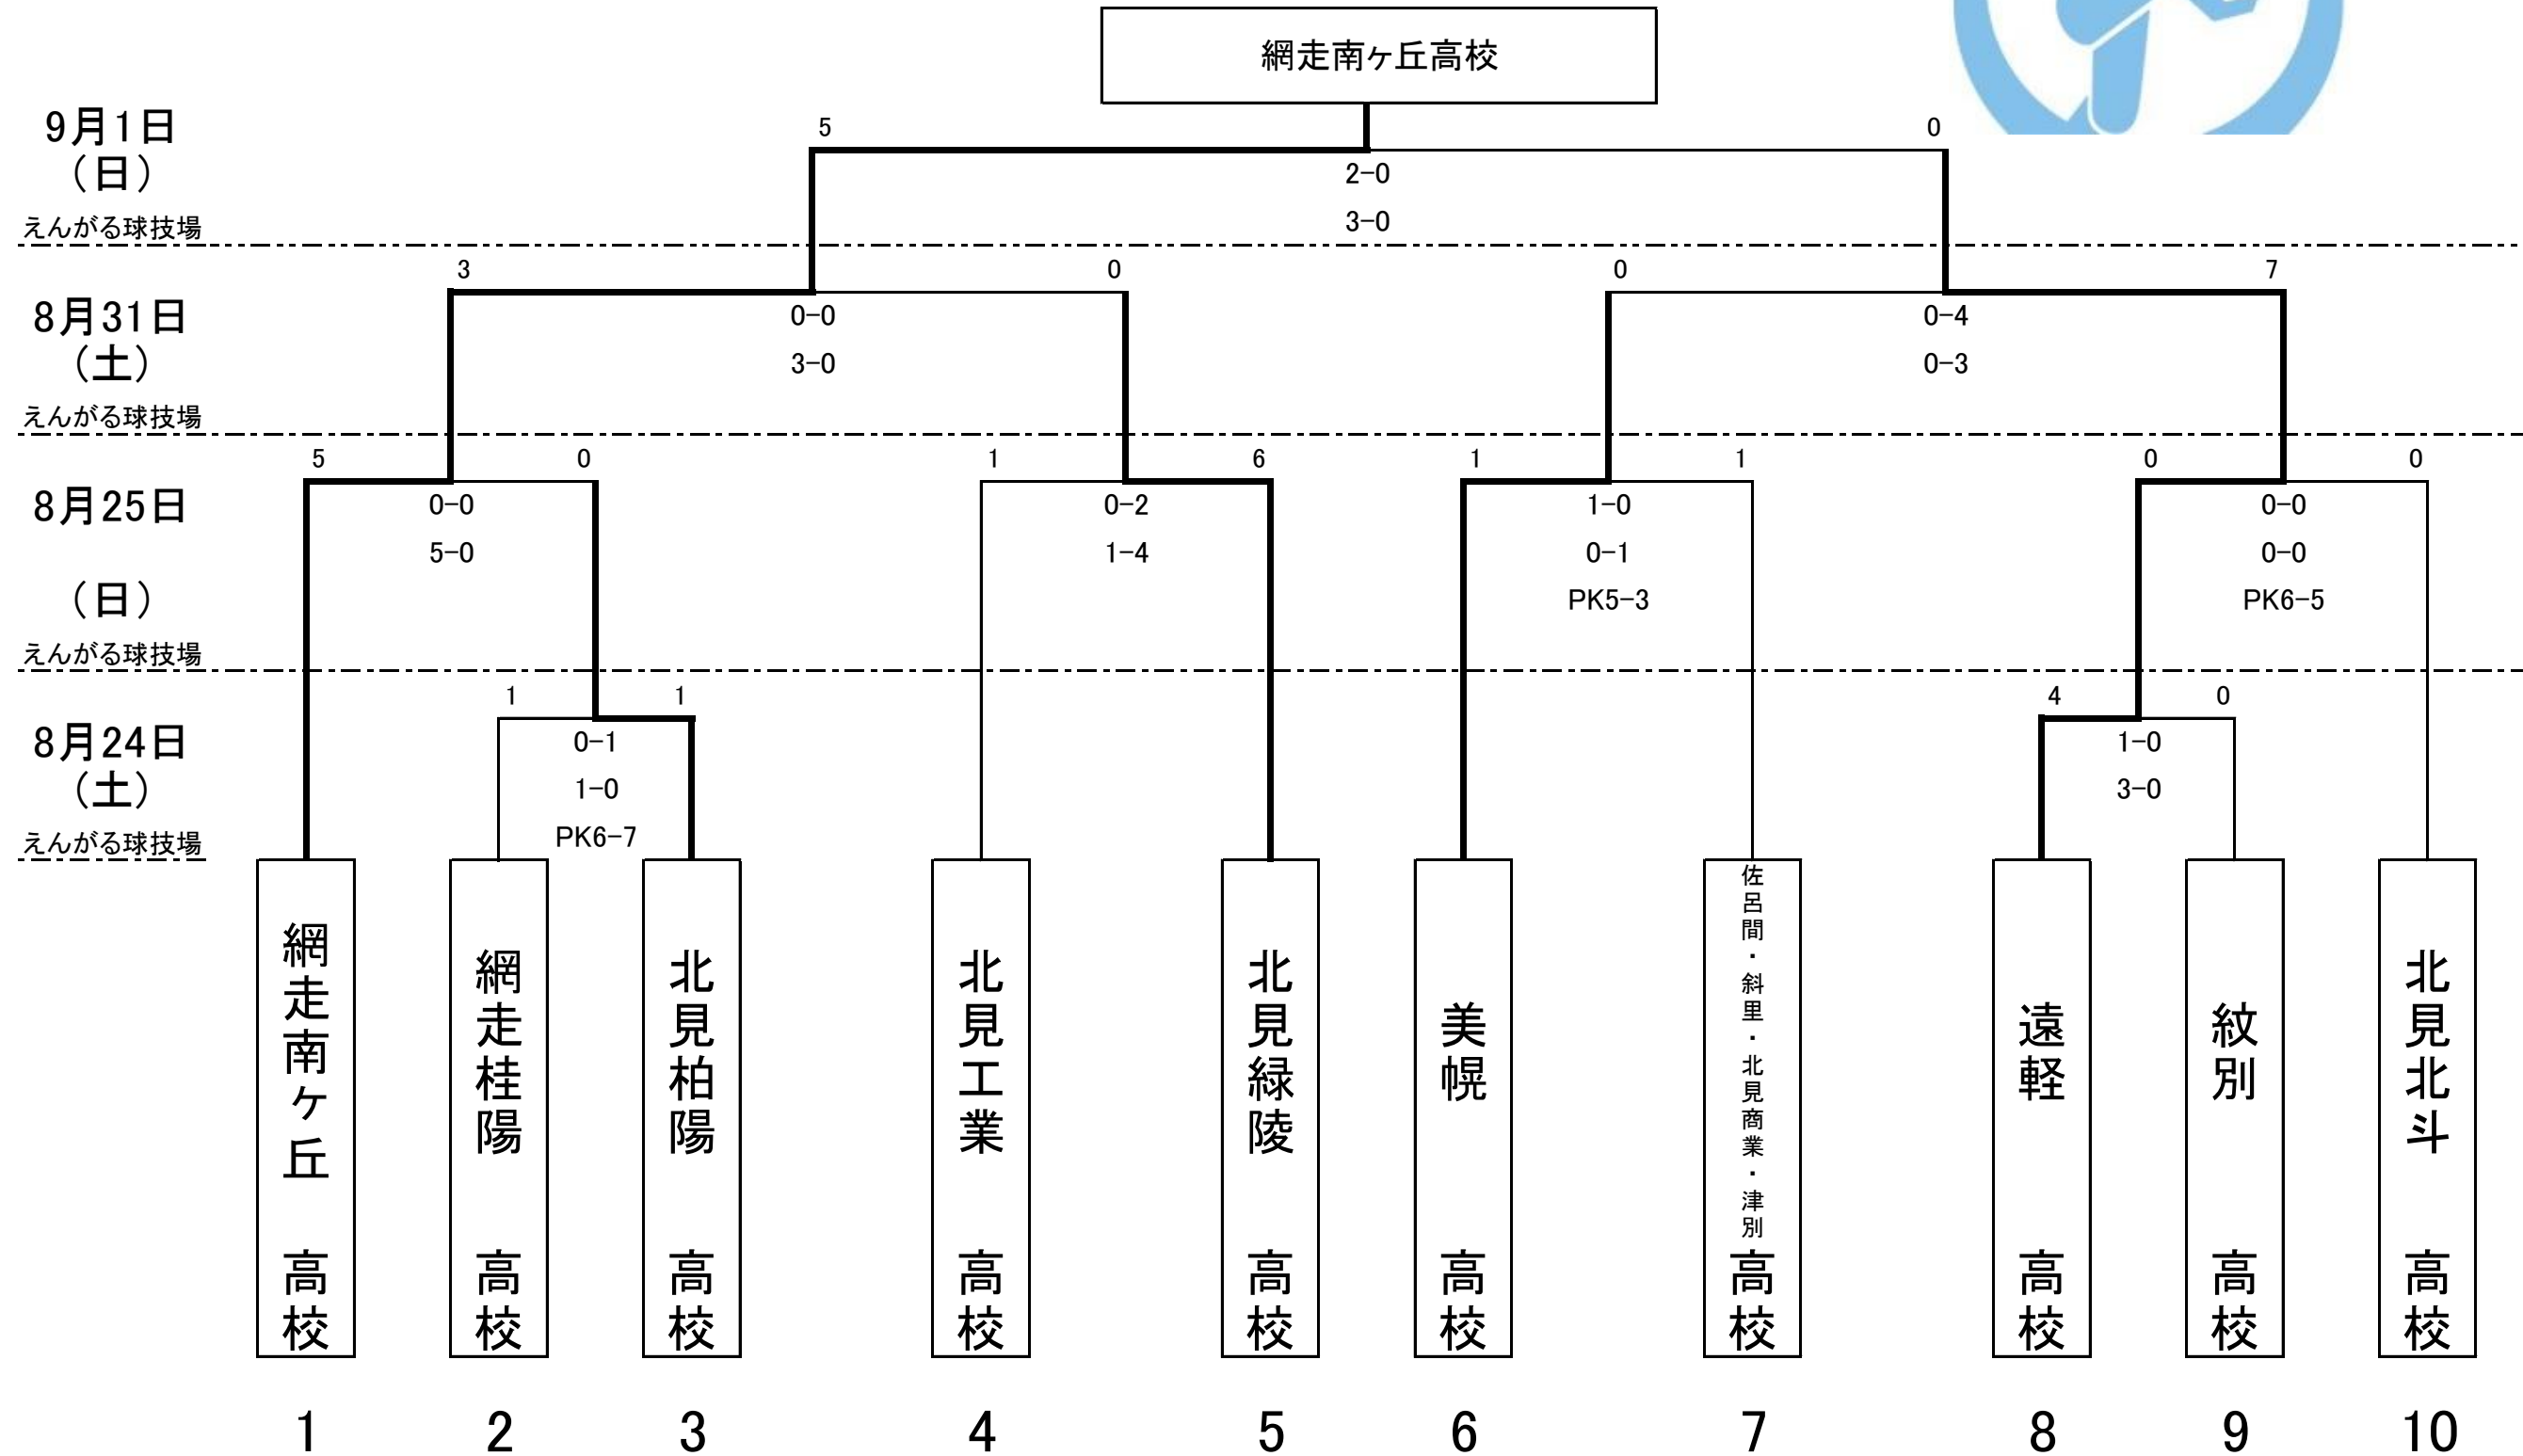 網走南ヶ丘高校
9月1日
（日）
えんがる球技場
5
0
2-0
3-0
8月31日
（土）
えんがる球技場
3
0
0
7
0-0
3-0
0-4
0-3
8月25日
（日）
えんがる球技場
5
0
1
6
1
1
0
0
0-0
5-0
0-2
1-4
1-0
0-1
PK5-3
0-0
0-0
PK6-5
8月24日
（土）
えんがる球技場
1
1
4
0
0-1
1-0
PK6-7
1-0
3-0
網走南ヶ丘 高校
網走桂陽 高校
北見柏陽 高校
北見工業 高校
北見緑陵 高校
美幌 高校
佐呂間・斜里・北見商業・津別 高校
遠軽 高校
紋別 高校
北見北斗 高校
1
2
3
4
5
6
7
8
9
10